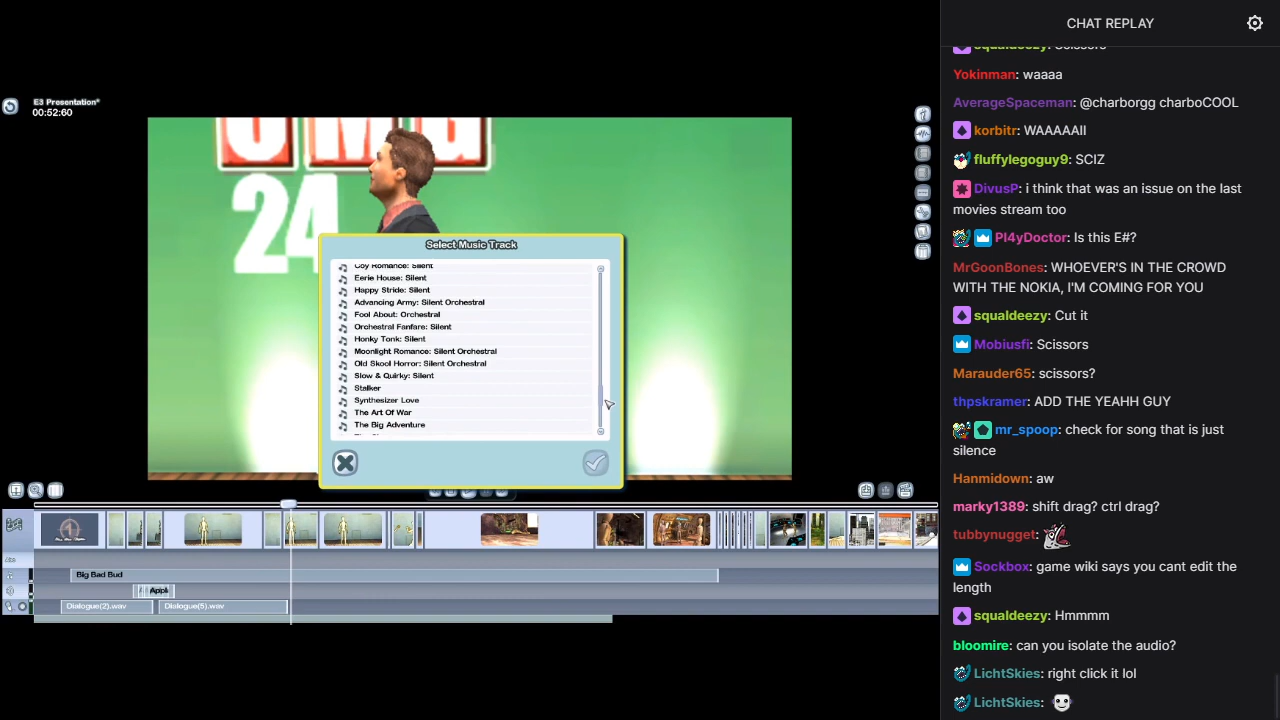 E3 Presentation*
00:52:60
24
Select Music Track
Coy Romance: Silent
Eerie House: Silent
Happy Stride: Silent
Advancing Army: Silent Orchestral
Fool About: Orchestral
Orchestral Fanfare: Silent
Honky Tonk: Silent
Moonlight Romance: Silent Orchestral
Old Skool Horror: Silent Orchestral
Slow & Quirky: Silent
Stalker
Synthesizer Love
The Art Of War
The Big Adventure
Big Bad Bud
Appl
Dialogue(2).wav
Dialogue(5).wav
CHAT REPLAY
squaldeezy: Scissors
Yokinman: waaaa
AverageSpaceman: @charborgg charboCOOL
korbitr: WAAAAAII
fluffylegoguy9: SCIZ
DivusP: i think that was an issue on the last
movies stream too
Pl4yDoctor: Is this E#?
MrGoonBones: WHOEVER'S IN THE CROWD
WITH THE NOKIA, I'M COMING FOR YOU
squaldeezy: Cut it
Mobiusfi: Scissors
Marauder65: scissors?
thpskramer: ADD THE YEAHH GUY
mr_spoop: check for song that is just
silence
Hanmidown: aw
marky1389: shift drag? ctrl drag?
tubbynugget:
Sockbox: game wiki says you cant edit the
length
squaldeezy: Hmmmm
bloomire: can you isolate the audio?
LichtSkies: right click it lol
LichtSkies: